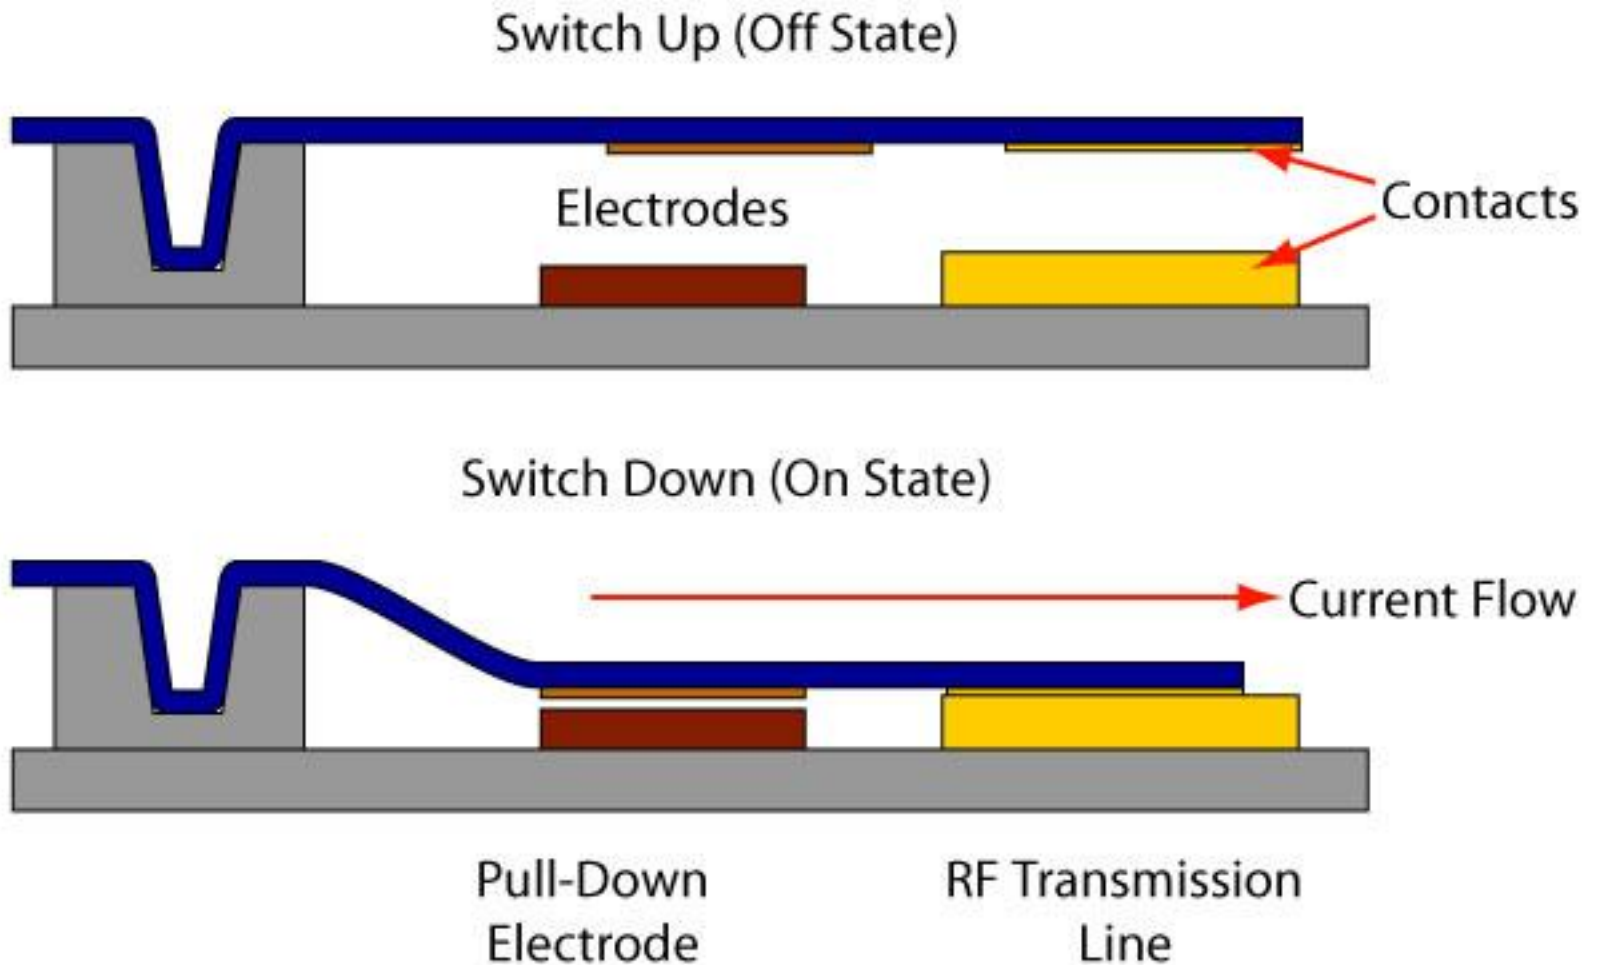 Switch Up (Off State)
Electrodes
Contacts
Switch Down (On State)
Current Flow
Pull-Down
Electrode
RF Transmission
Line